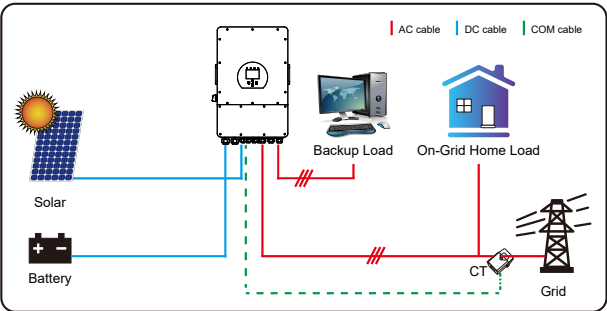 AC cable
DC cable
COM cable
Backup Load
On-Grid Home Load
Solar
Battery
CT
Grid